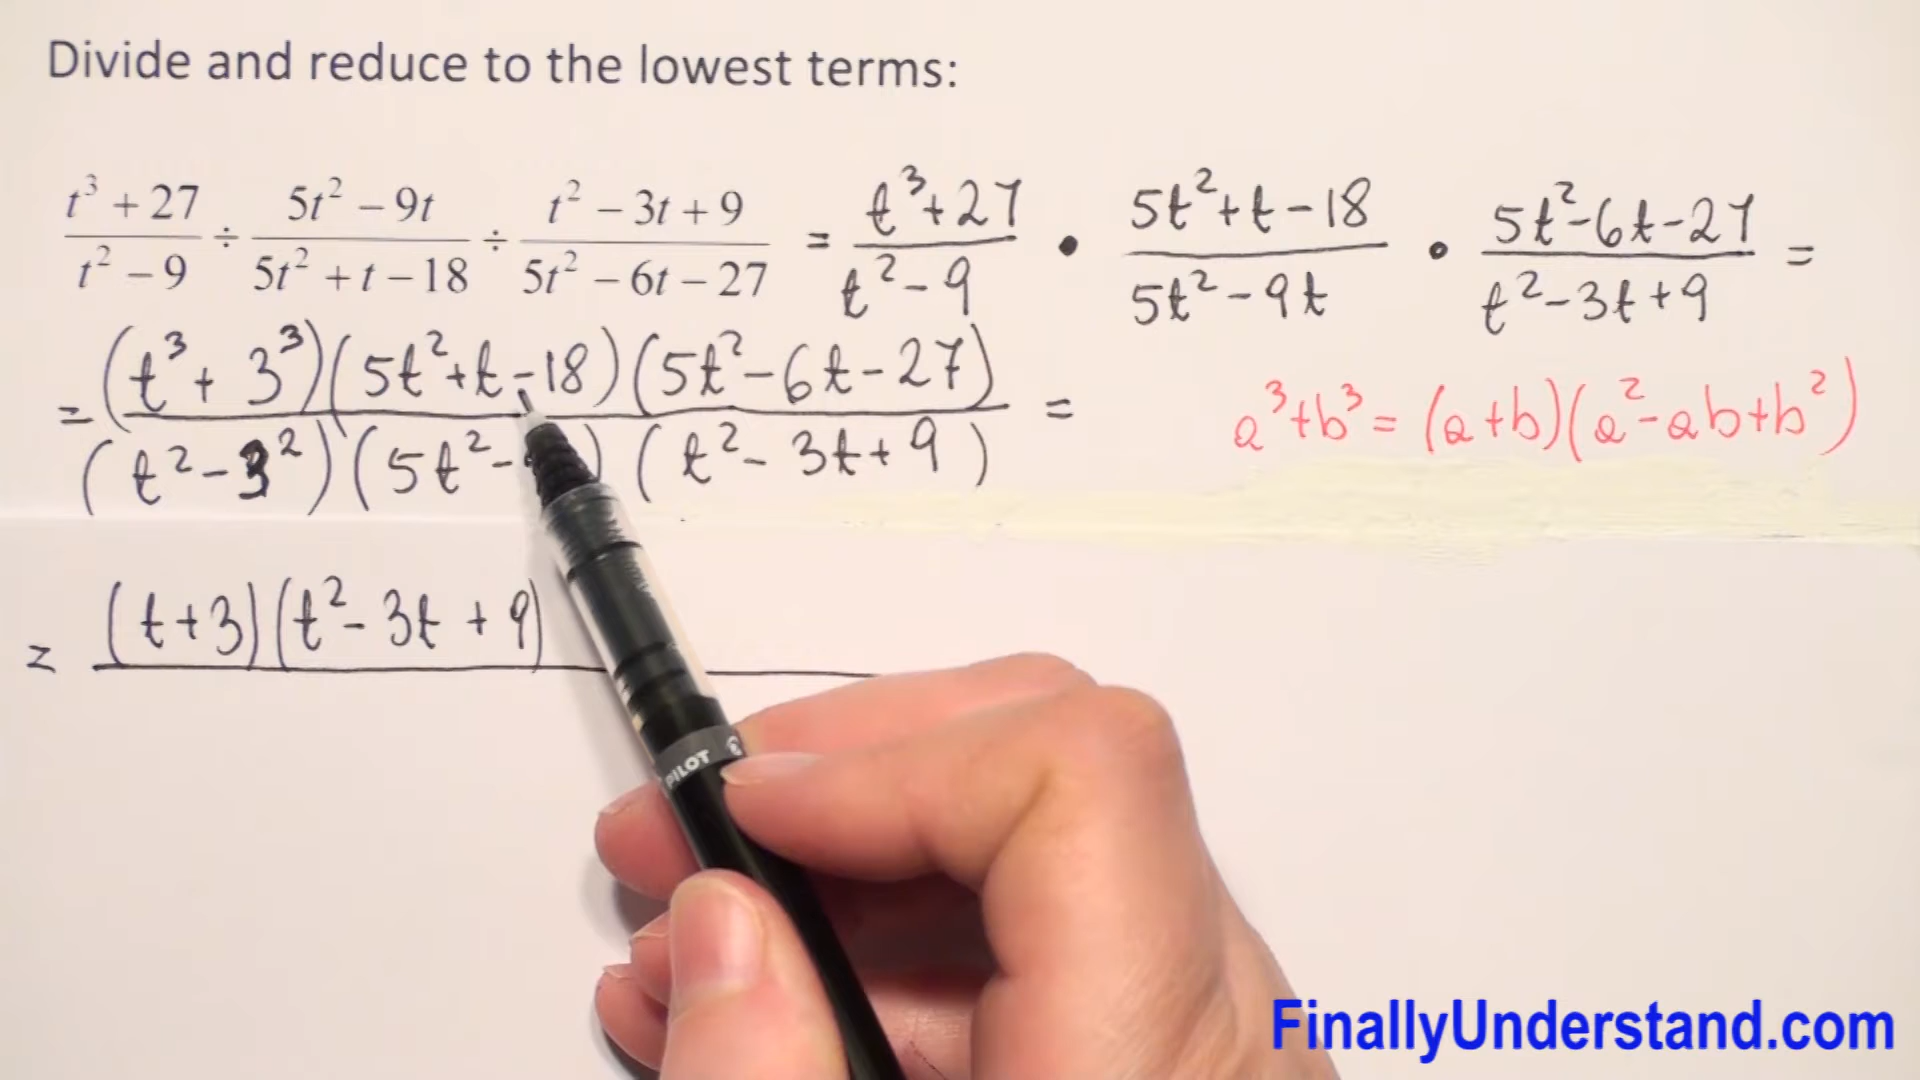 Divide and reduce to the lowest terms:
t³ + 27 / t² − 9 ÷ 5t² − 9t / 5t² + t − 18 ÷ t² − 3t + 9 / 5t² − 6t − 27 = t³+27 / t²−9 • 5t²+t−18 / 5t²−9t • 5t²−6t−27 / t²−3t+9 =
= (t³ + 3³)(5t²+t−18)(5t²−6t−27) / (t²−3²)(5t²− ) (t²− 3t+9) =
a³+b³ = (a+b)(a²−ab+b²)
= (t+3)(t²− 3t + 9)
PILOT
FinallyUnderstand.com